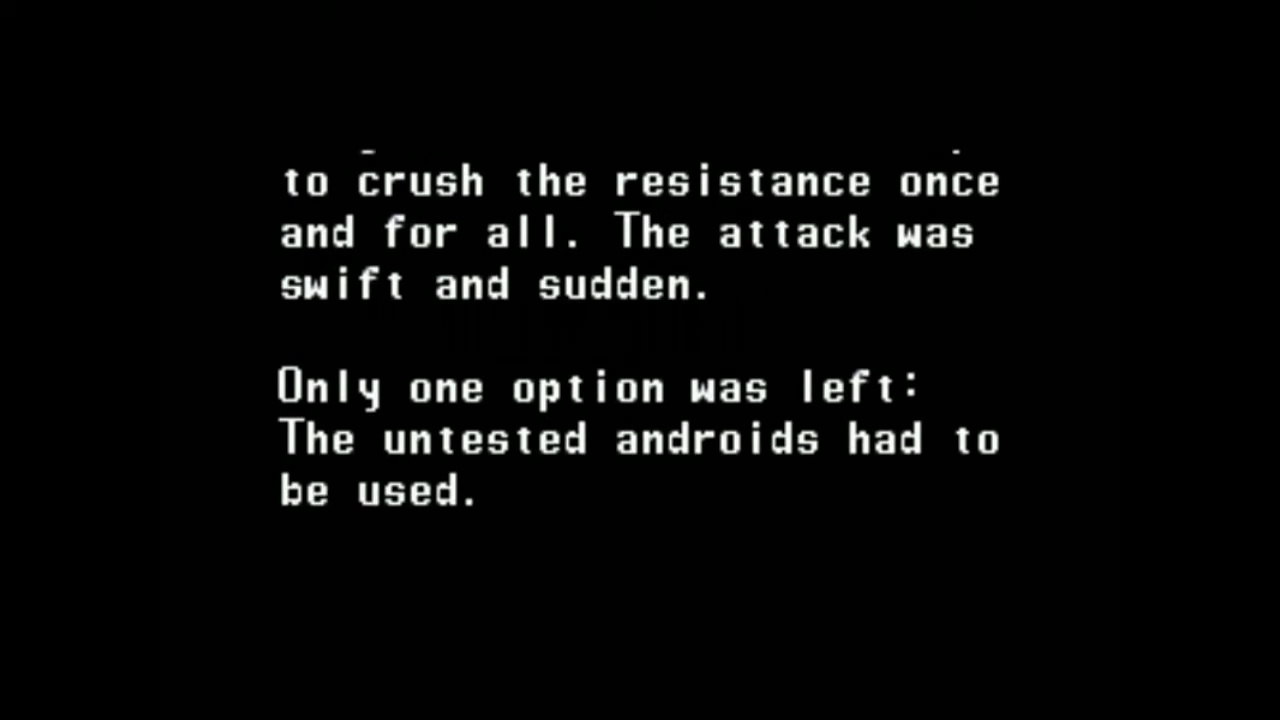 to crush the resistance once
and for all. The attack was
swift and sudden.
Only one option was left:
The untested androids had to
be used.